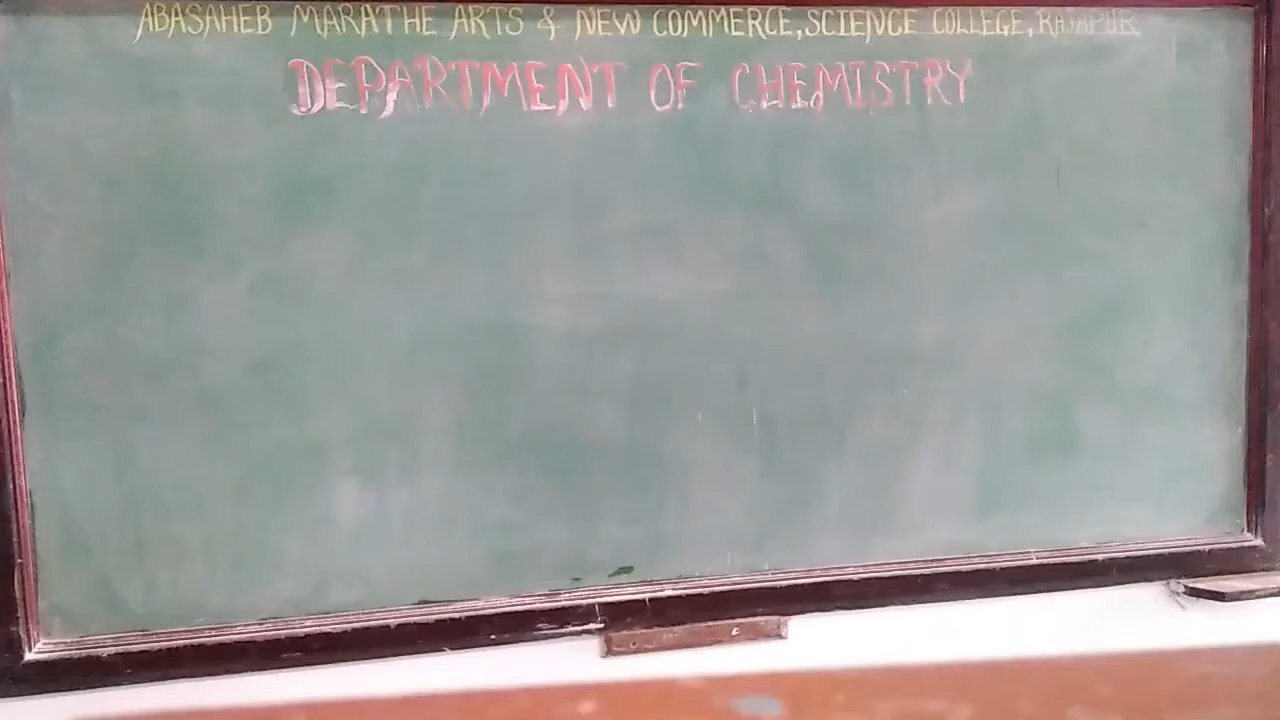 ABASAHEB MARATHE ARTS & NEW COMMERCE, SCIENCE COLLEGE, RAJAPUR
DEPARTMENT OF CHEMISTRY